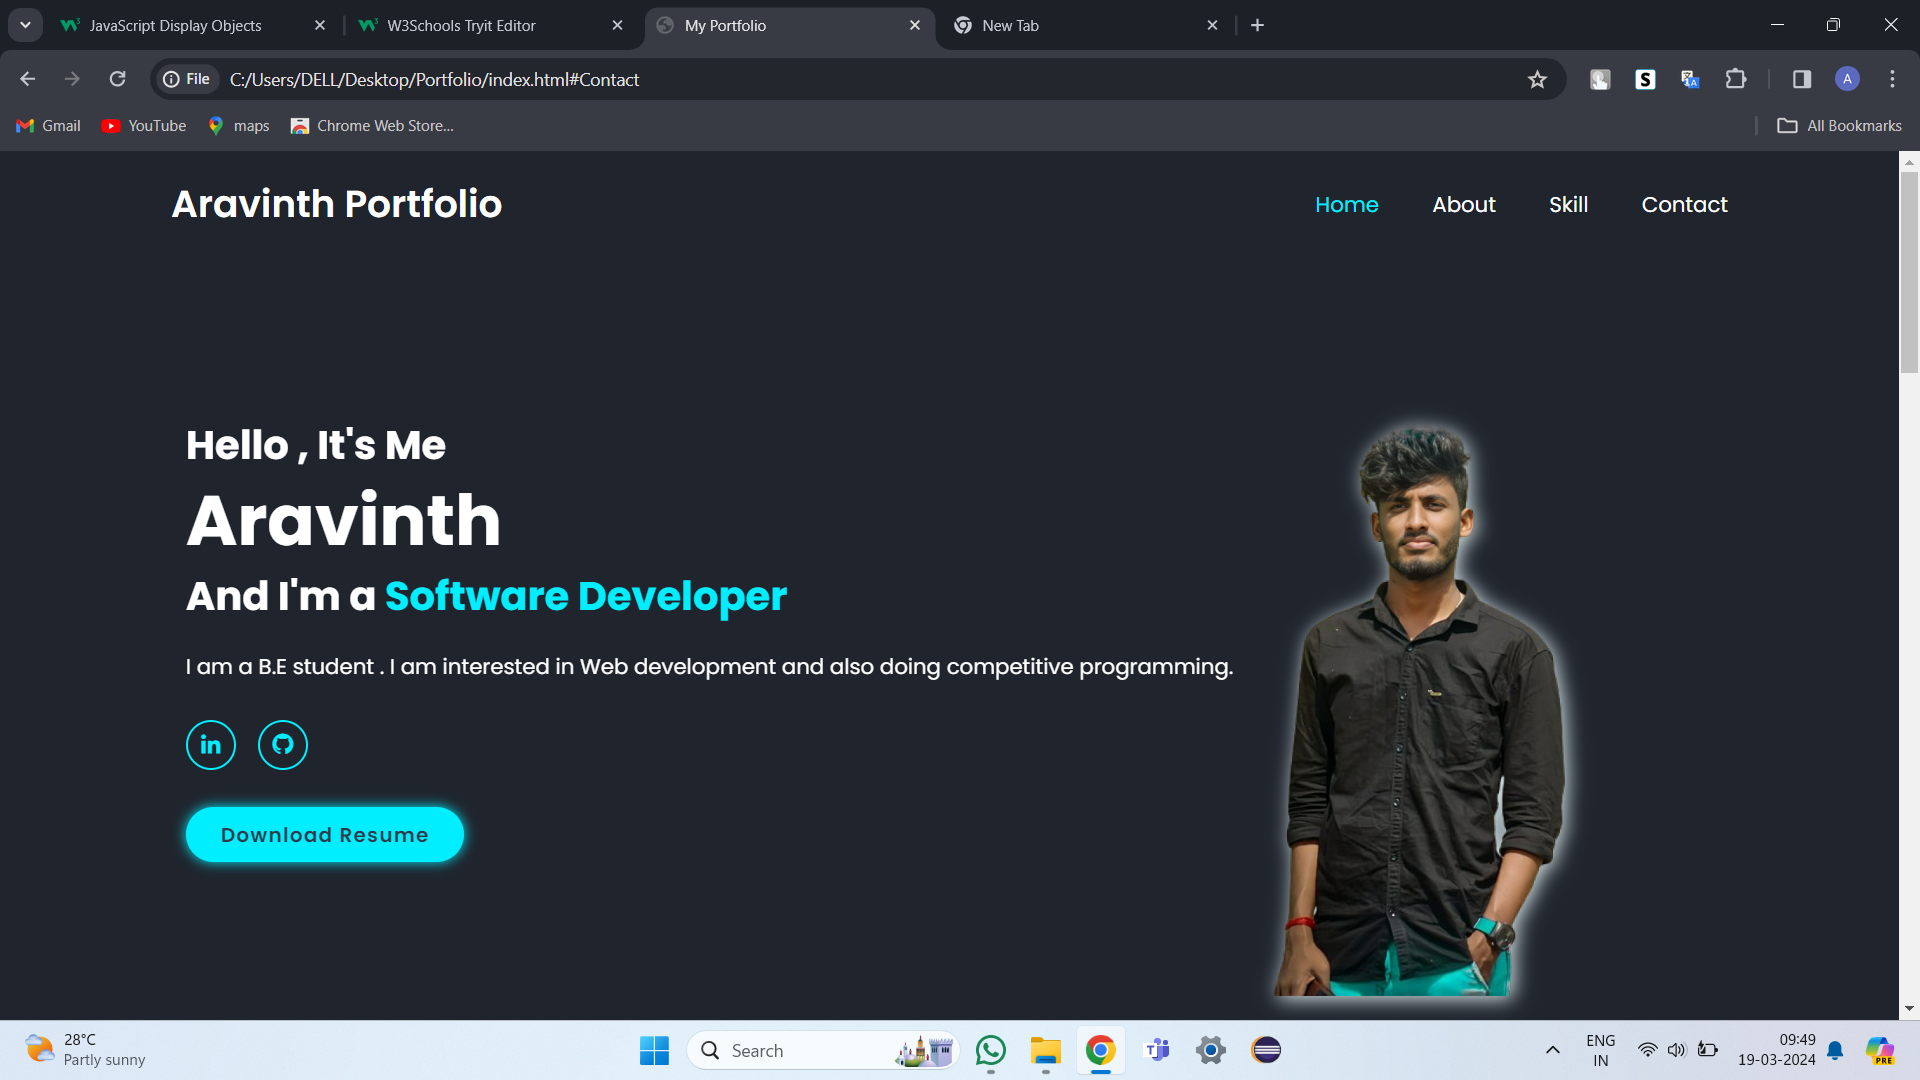 JavaScript Display Objects
W3Schools Tryit Editor
My Portfolio
New Tab
File
C:/Users/DELL/Desktop/Portfolio/index.html#Contact
A
Gmail
YouTube
maps
Chrome Web Store...
All Bookmarks
Aravinth Portfolio
Home
About
Skill
Contact
Hello , It's Me
Aravinth
And I'm a Software Developer
I am a B.E student . I am interested in Web development and also doing competitive programming.
in
Download Resume
28°C
Partly sunny
Search
ENG
IN
09:49
19-03-2024
PRE